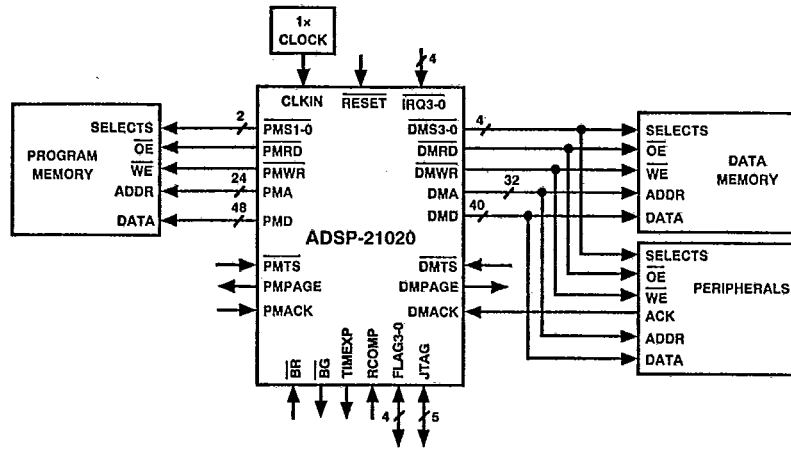 1×
CLOCK
4
CLKIN
RESET
IRQ3-0
PROGRAM
MEMORY
SELECTS
OE
WE
ADDR
DATA
2
24
48
PMS1-0
PMRD
PMWR
PMA
PMD
PMTS
PMPAGE
PMACK
ADSP-21020
DMS3-0
DMRD
DMWR
DMA
DMD
DMTS
DMPAGE
DMACK
4
32
40
SELECTS
OE
WE
ADDR
DATA
DATA
MEMORY
SELECTS
OE
WE
ACK
ADDR
DATA
PERIPHERALS
BR
BG
TIMEXP
RCOMP
FLAG3-0
JTAG
4
5